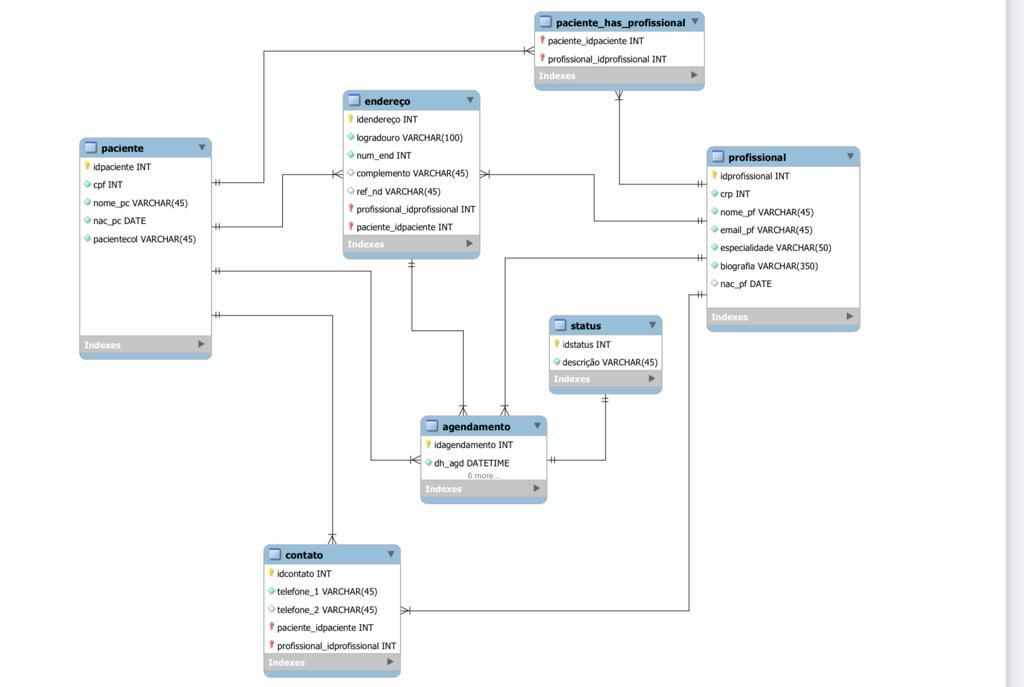 paciente_has_profissional
paciente_idpaciente INT
profissional_idprofissional INT
Indexes
endereço
idendereço INT
logradouro VARCHAR(100)
num_end INT
complemento VARCHAR(45)
ref_nd VARCHAR(45)
profissional_idprofissional INT
paciente_idpaciente INT
Indexes
paciente
idpaciente INT
cpf INT
nome_pc VARCHAR(45)
nac_pc DATE
pacientecol VARCHAR(45)
Indexes
profissional
idprofissional INT
crp INT
nome_pf VARCHAR(45)
email_pf VARCHAR(45)
especialidade VARCHAR(50)
biografia VARCHAR(350)
nac_pf DATE
Indexes
status
idstatus INT
descrição VARCHAR(45)
Indexes
agendamento
idagendamento INT
dh_agd DATETIME
6 more...
Indexes
contato
idcontato INT
telefone_1 VARCHAR(45)
telefone_2 VARCHAR(45)
paciente_idpaciente INT
profissional_idprofissional INT
Indexes